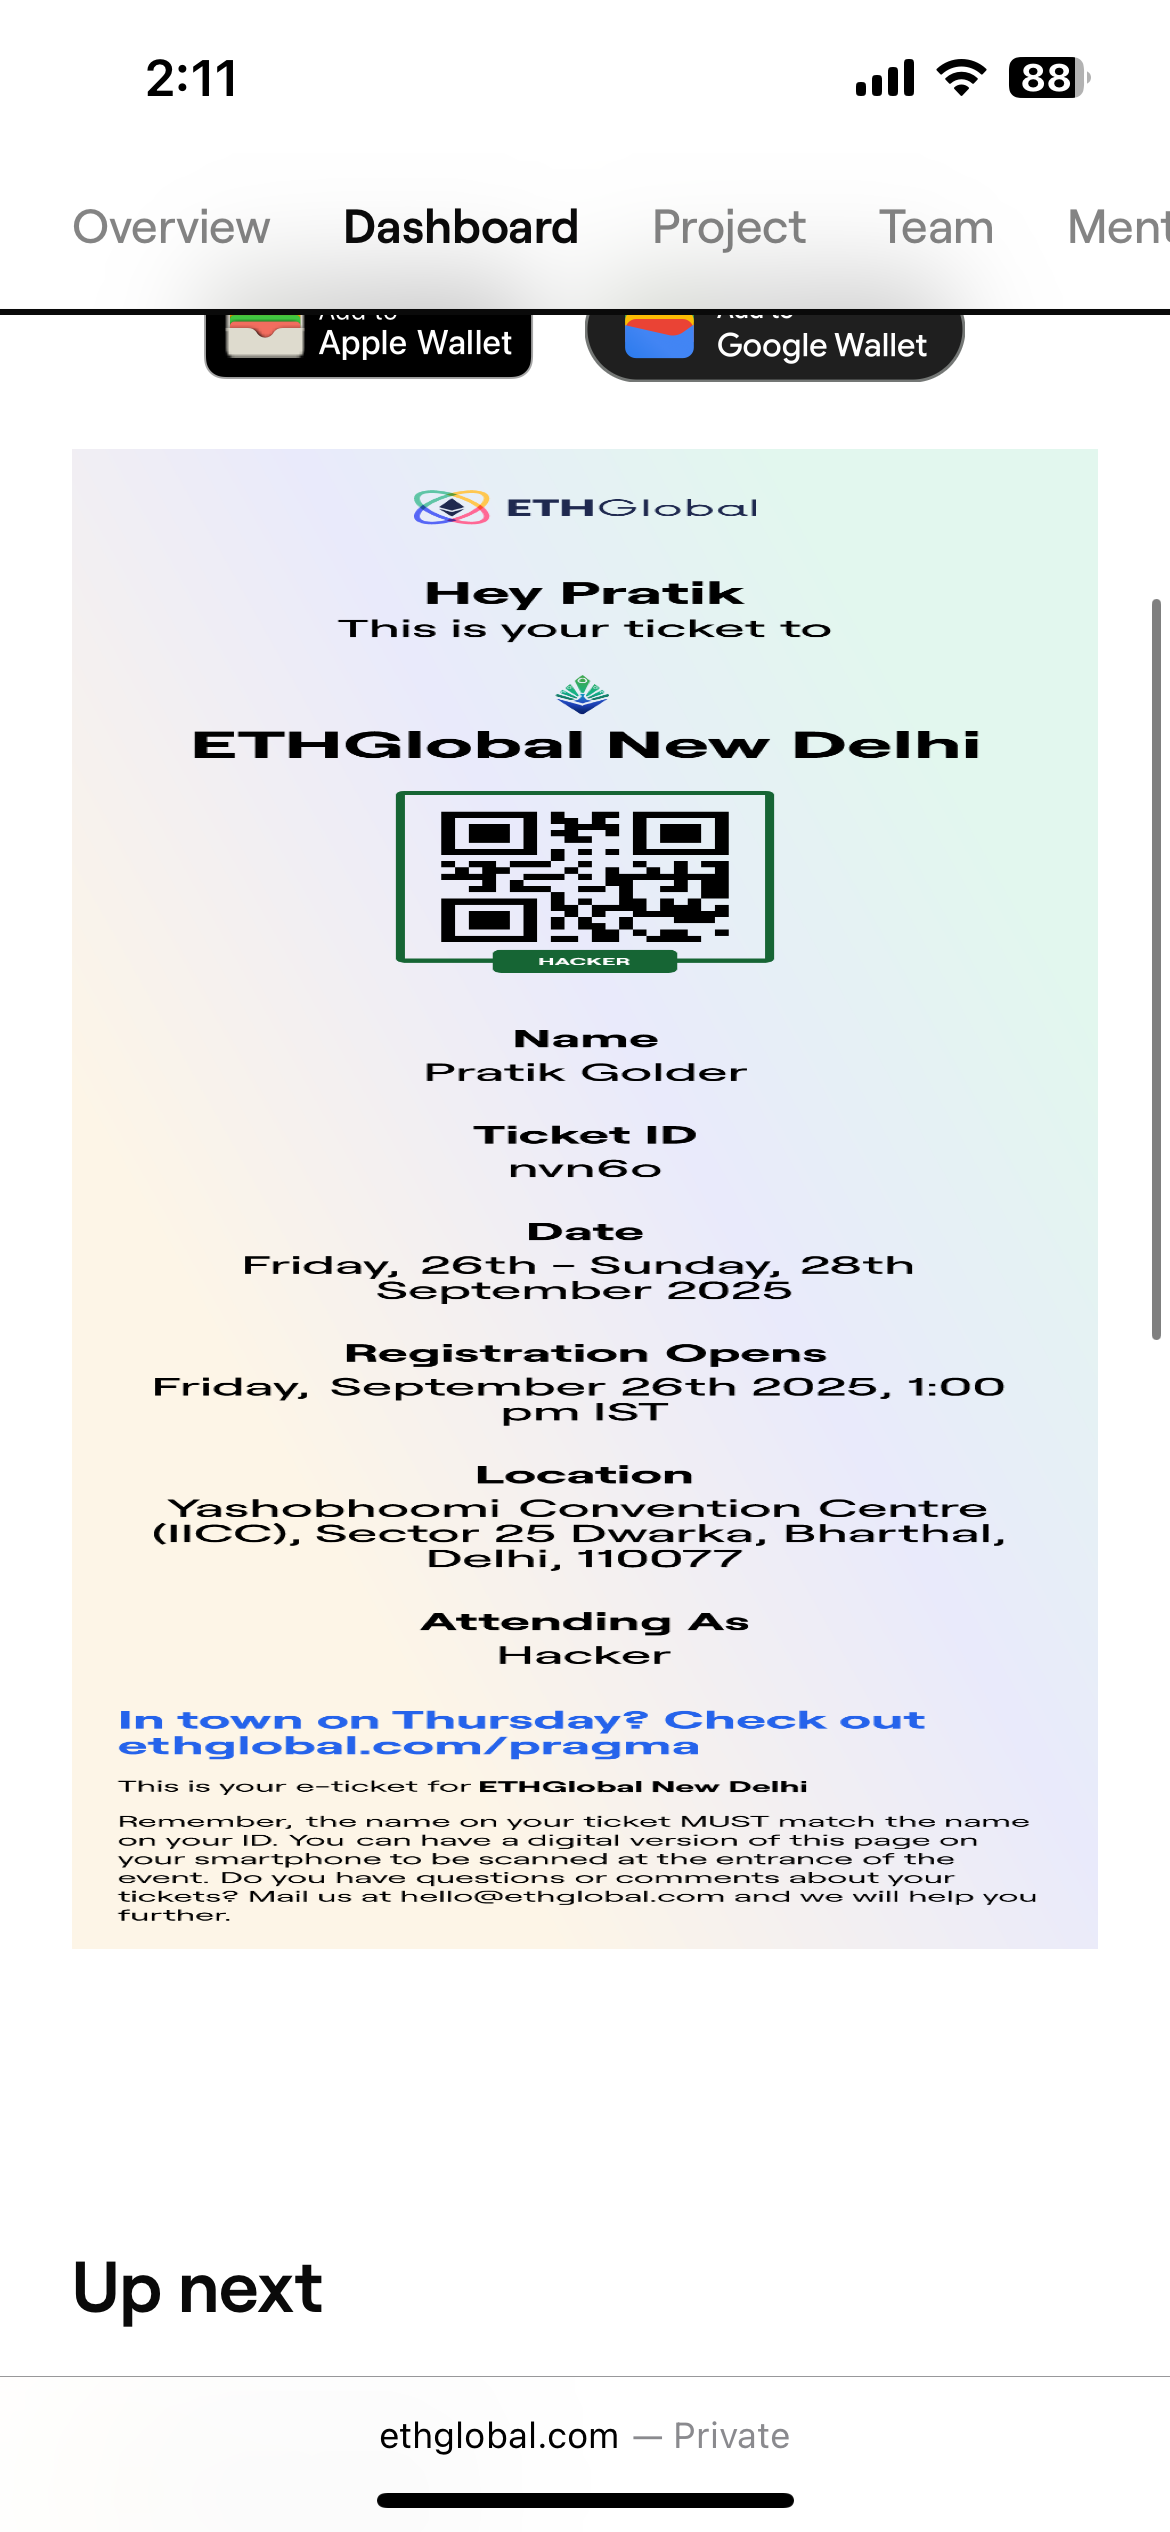 2:11
88
Overview Dashboard Project Team Ment
Add to
Apple Wallet
Add to
Google Wallet
ETHGlobal
Hey Pratik
This is your ticket to
ETHGlobal New Delhi
HACKER
Name
Pratik Golder
Ticket ID
nvn6o
Date
Friday, 26th – Sunday, 28th
September 2025
Registration Opens
Friday, September 26th 2025, 1:00
pm IST
Location
Yashobhoomi Convention Centre
(IICC), Sector 25 Dwarka, Bharthal,
Delhi, 110077
Attending As
Hacker
In town on Thursday? Check out
ethglobal.com/pragma
This is your e-ticket for ETHGlobal New Delhi
Remember, the name on your ticket MUST match the name
on your ID. You can have a digital version of this page on
your smartphone to be scanned at the entrance of the
event. Do you have questions or comments about your
tickets? Mail us at hello@ethglobal.com and we will help you
further.
Up next
ethglobal.com — Private